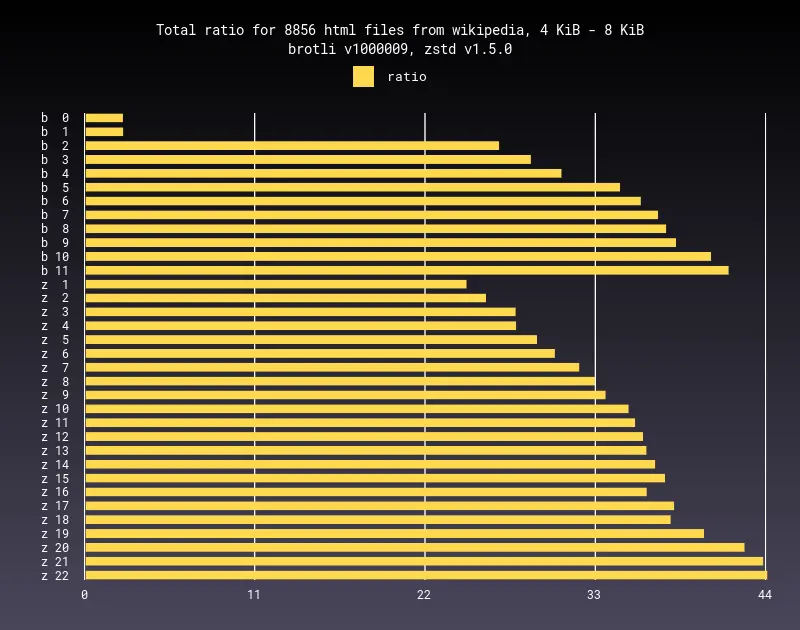 Total ratio for 8856 html files from wikipedia, 4 KiB - 8 KiB
brotli v1000009, zstd v1.5.0
ratio
b 0
b 1
b 2
b 3
b 4
b 5
b 6
b 7
b 8
b 9
b 10
b 11
z 1
z 2
z 3
z 4
z 5
z 6
z 7
z 8
z 9
z 10
z 11
z 12
z 13
z 14
z 15
z 16
z 17
z 18
z 19
z 20
z 21
z 22
0 11 22 33 44